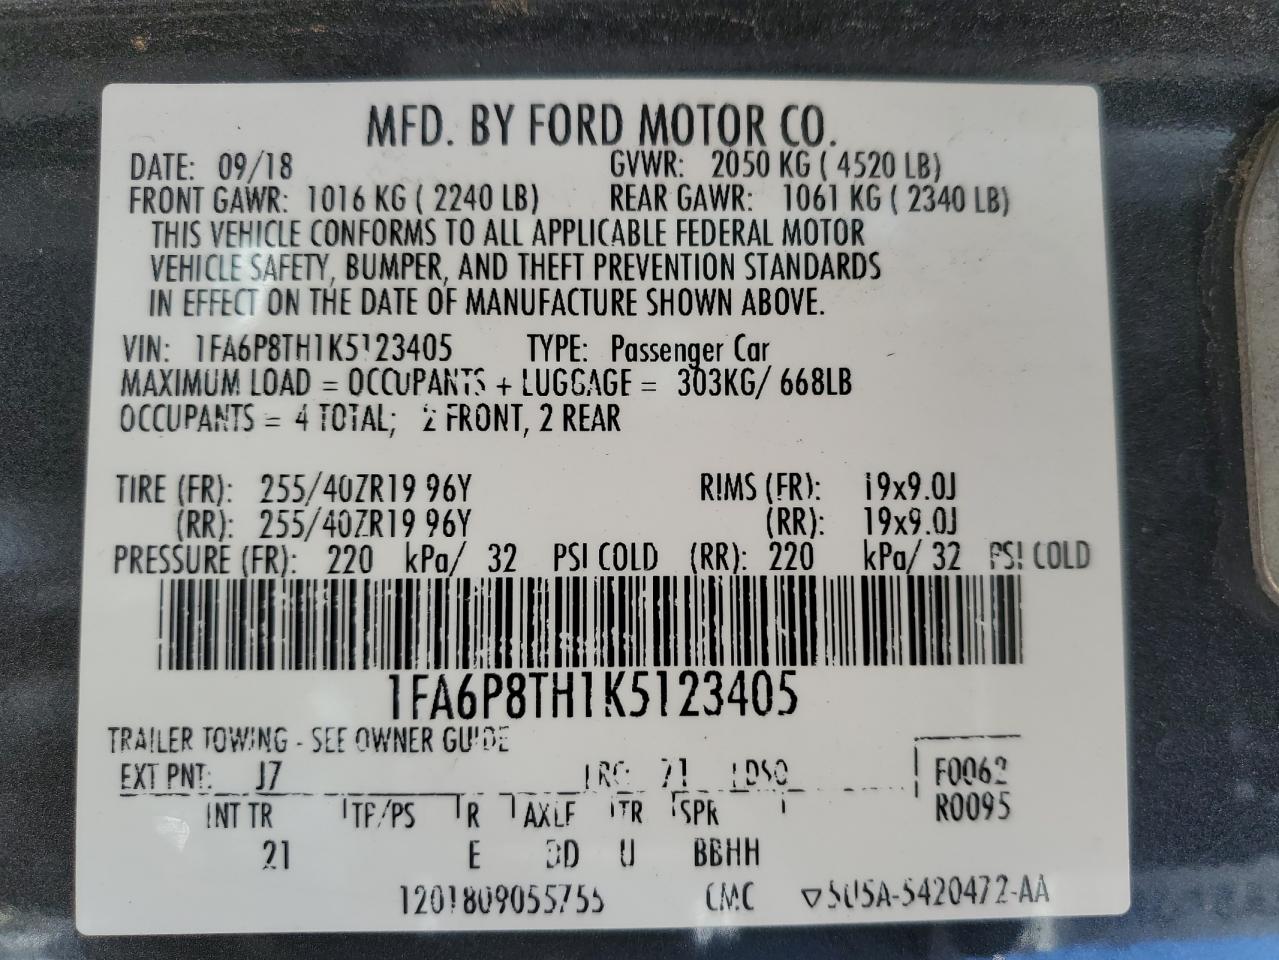 MFD. BY FORD MOTOR CO.
DATE: 09/18 GVWR: 2050 KG ( 4520 LB)
FRONT GAWR: 1016 KG ( 2240 LB) REAR GAWR: 1061 KG ( 2340 LB)
THIS VEHICLE CONFORMS TO ALL APPLICABLE FEDERAL MOTOR
VEHICLE SAFETY, BUMPER, AND THEFT PREVENTION STANDARDS
IN EFFECT ON THE DATE OF MANUFACTURE SHOWN ABOVE.
VIN: 1FA6P8TH1K5123405 TYPE: Passenger Car
MAXIMUM LOAD = OCCUPANTS + LUGGAGE = 303KG/ 668LB
OCCUPANTS = 4 TOTAL; 2 FRONT, 2 REAR
TIRE (FR): 255/40ZR19 96Y RIMS (FR): 19x9.0J
(RR): 255/40ZR19 96Y (RR): 19x9.0J
PRESSURE (FR): 220 kPa/ 32 PSI COLD (RR): 220 kPa/ 32 PSI COLD
1FA6P8TH1K5123405
TRAILER TOWING - SEE OWNER GUIDE
EXT PNT: J7 RC: 71 DSO F0062
INT TR TP/PS R AXLE TR SPR R0095
21 E U BBHH
1201809055755 CMC ▽5U5A-5420472-AA